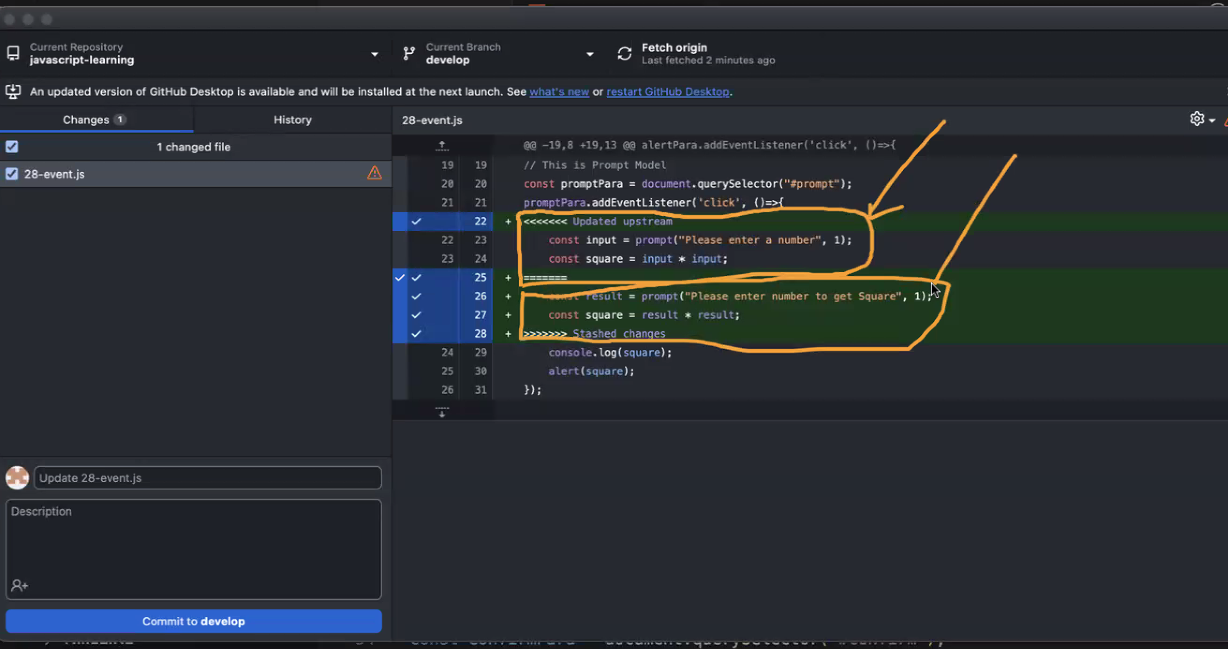 Current Repository
javascript-learning
Current Branch
develop
Fetch origin
Last fetched 2 minutes ago
An updated version of GitHub Desktop is available and will be installed at the next launch. See what's new or restart GitHub Desktop.
Changes 1
History
28-event.js
1 changed file
28-event.js
@@ -19,8 +19,13 @@ alertPara.addEventListener('click', ()=>{
19 19 // This is Prompt Model
20 20 const promptPara = document.querySelector("#prompt");
21 21 promptPara.addEventListener('click', ()=>{
22 + <<<<<<< Updated upstream
22 23 const input = prompt("Please enter a number", 1);
23 24 const square = input * input;
25 + =======
26 + const result = prompt("Please enter number to get Square", 1);
27 + const square = result * result;
28 + >>>>>>> Stashed changes
24 29 console.log(square);
25 30 alert(square);
26 31 });
Update 28-event.js
Description
Commit to develop